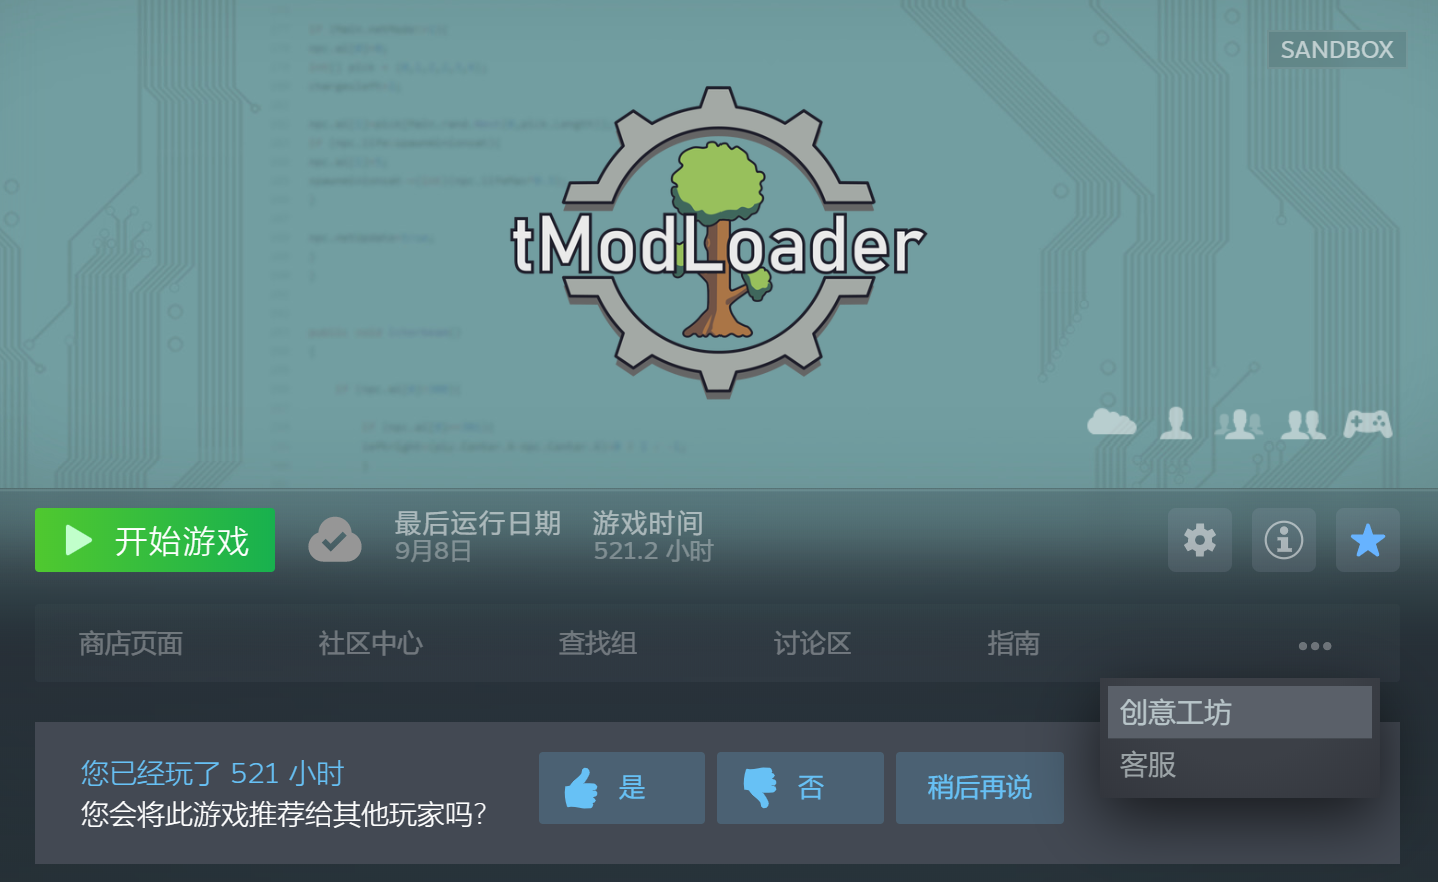 SANDBOX
tModLoader
开始游戏
最后运行日期
9月8日
游戏时间
521.2 小时
商店页面
社区中心
查找组
讨论区
指南
创意工坊
客服
您已经玩了 521 小时
您会将此游戏推荐给其他玩家吗?
是
否
稍后再说